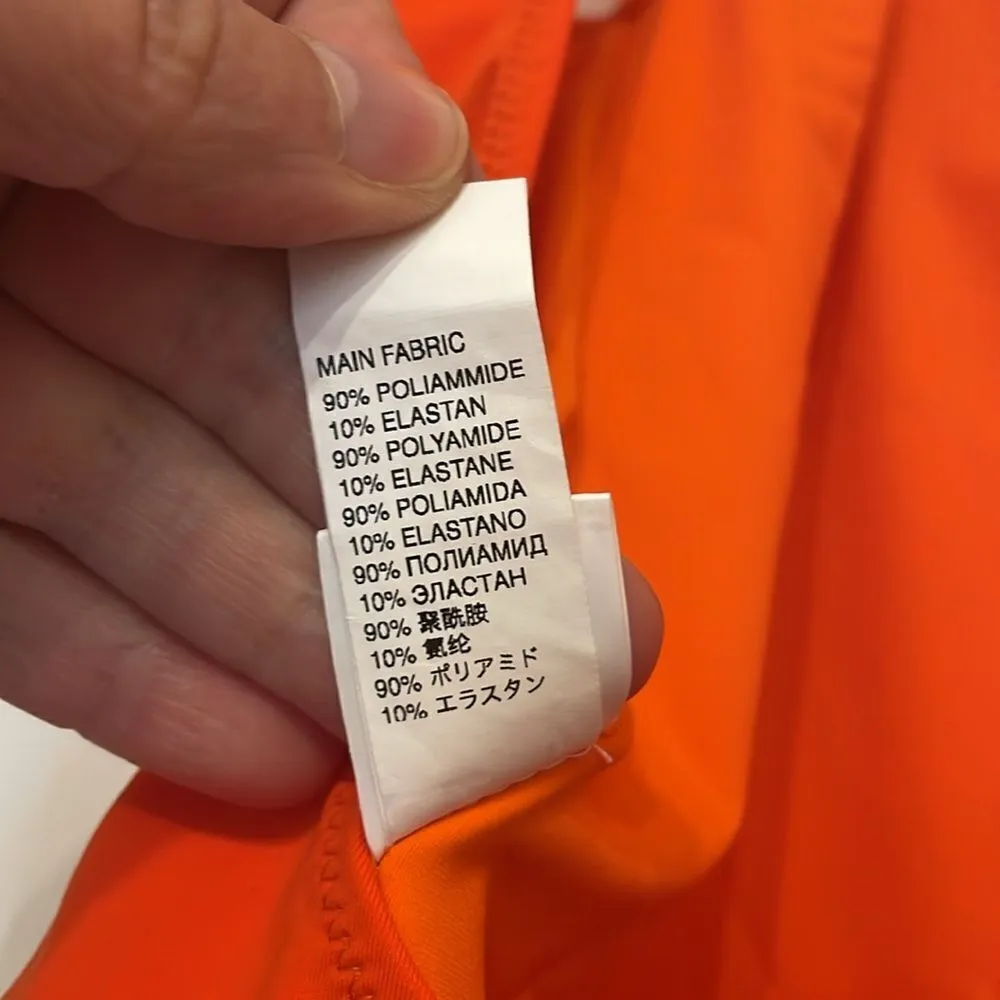 MAIN FABRIC
90% POLIAMMIDE
10% ELASTAN
90% POLYAMIDE
10% ELASTANE
90% POLIAMIDA
10% ELASTANO
90% ПОЛИАМИД
10% ЭЛАСТАН
90% 聚酰胺
10% 氨纶
90% ポリアミド
10% エラスタン